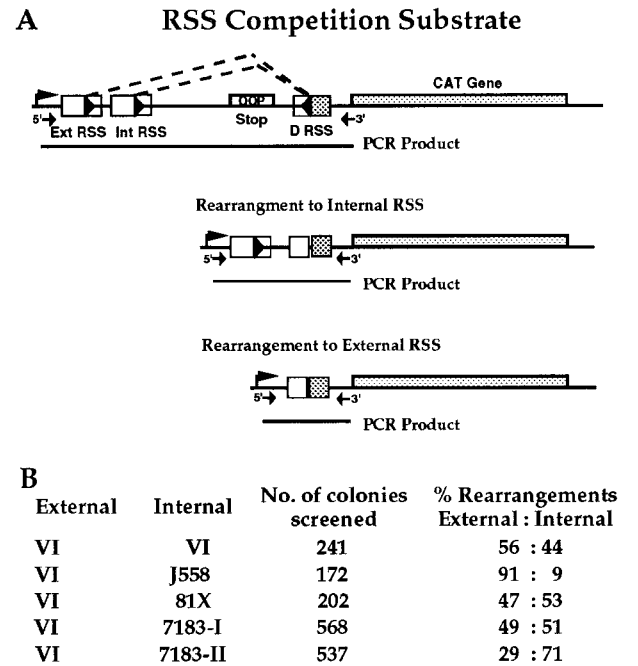 A RSS Competition Substrate
CAT Gene
OOP
5' 3'
Ext RSS Int RSS Stop D RSS
PCR Product
Rearrangment to Internal RSS
5' 3'
PCR Product
Rearrangement to External RSS
5' 3'
PCR Product
B
External Internal No. of colonies screened % Rearrangements External : Internal
VI VI 241 56 : 44
VI J558 172 91 : 9
VI 81X 202 47 : 53
VI 7183-I 568 49 : 51
VI 7183-II 537 29 : 71